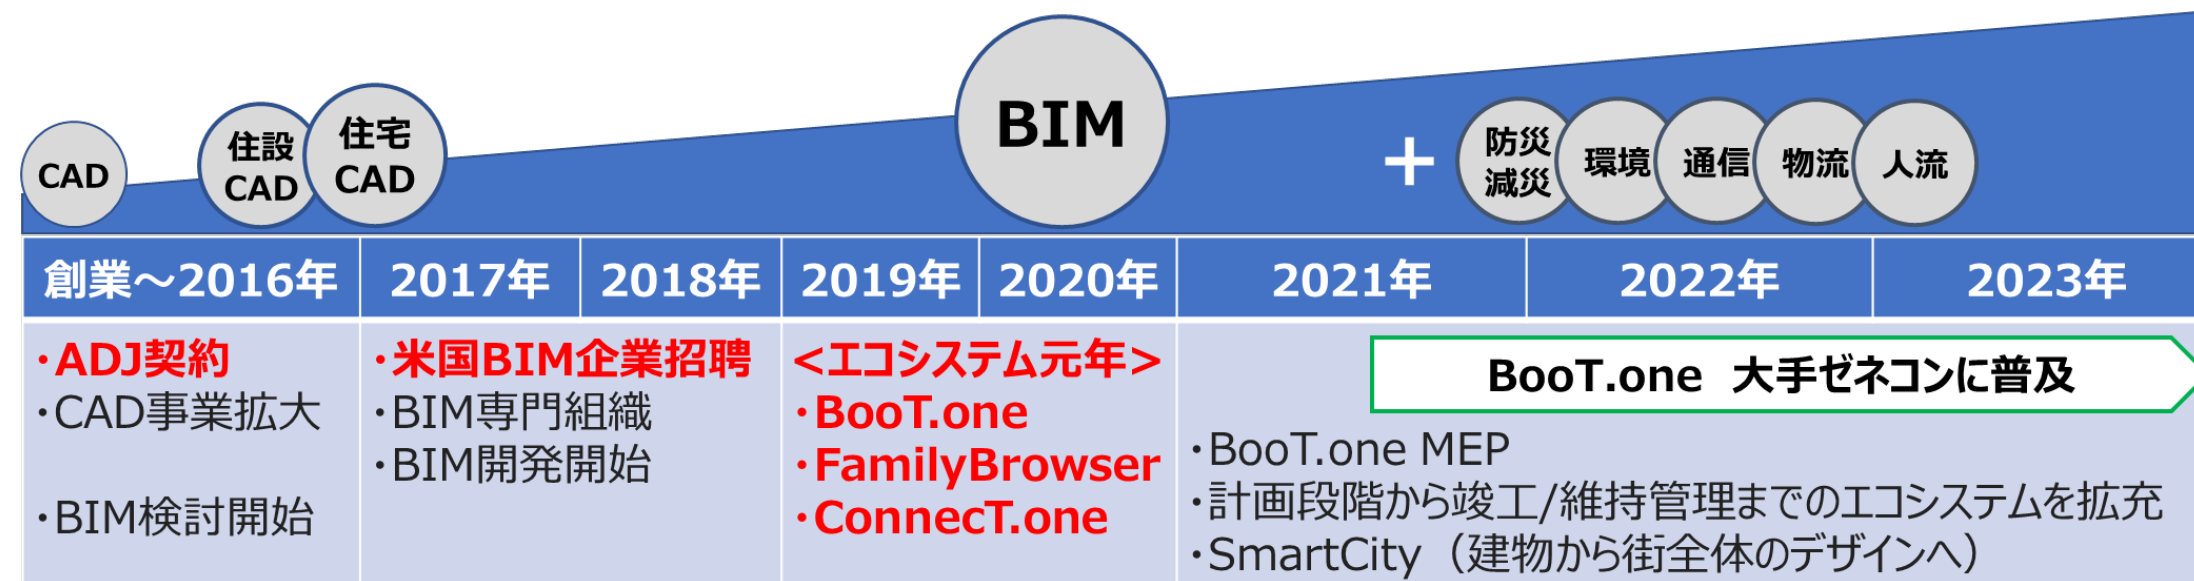 CAD
住設
CAD
住宅
CAD
BIM
+
防災
減災
環境
通信
物流
人流
創業～2016年
2017年
2018年
2019年
2020年
2021年
2022年
2023年
・ADJ契約
・CAD事業拡大
・BIM検討開始
・米国BIM企業招聘
・BIM専門組織
・BIM開発開始
<エコシステム元年>
・BooT.one
・FamilyBrowser
・ConnecT.one
BooT.one 大手ゼネコンに普及
・BooT.one MEP
・計画段階から竣工/維持管理までのエコシステムを拡充
・SmartCity（建物から街全体のデザインへ）